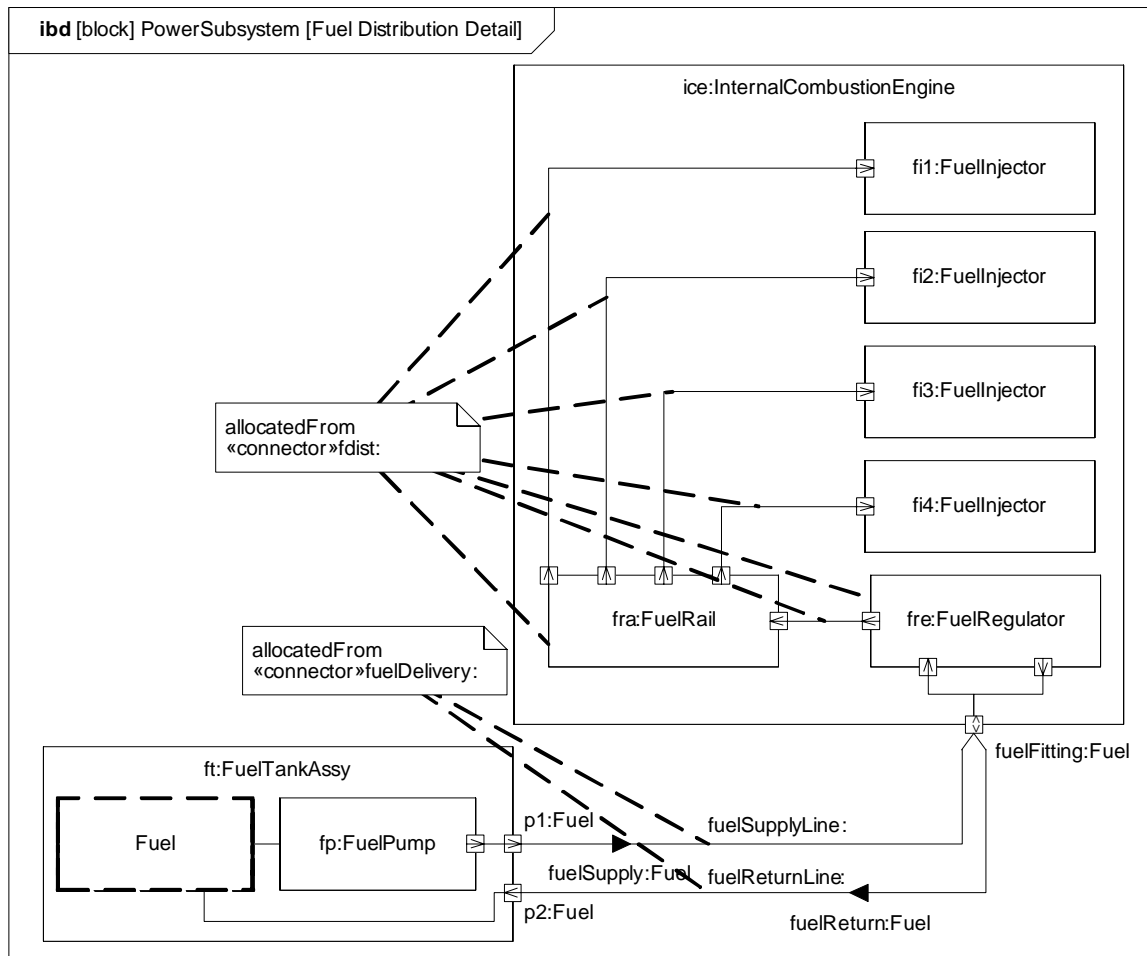 ibd [block] PowerSubsystem [Fuel Distribution Detail]
ice:InternalCombustionEngine
fi1:FuelInjector
fi2:FuelInjector
fi3:FuelInjector
allocatedFrom
«connector»fdist:
fi4:FuelInjector
fra:FuelRail
fre:FuelRegulator
allocatedFrom
«connector»fuelDelivery:
fuelFitting:Fuel
ft:FuelTankAssy
p1:Fuel
fuelSupplyLine:
Fuel
fp:FuelPump
fuelSupply:Fuel
fuelReturnLine:
p2:Fuel
fuelReturn:Fuel